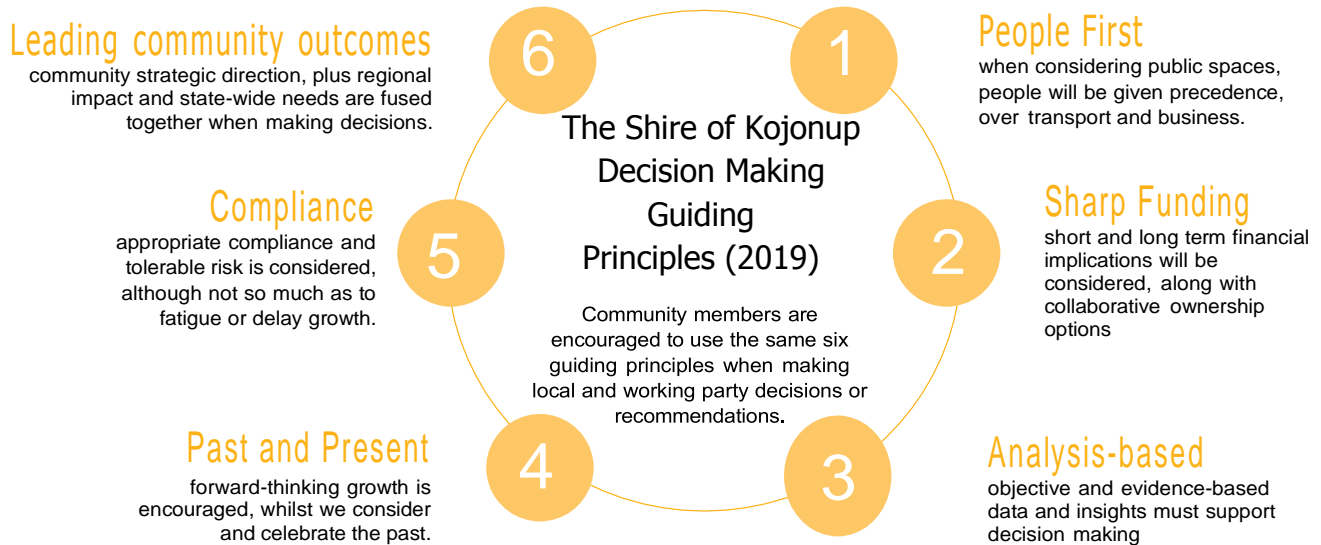 The Shire of Kojonup
Decision Making
Guiding
Principles (2019)
Community members are
encouraged to use the same six
guiding principles when making
local and working party decisions or
recommendations.
1
People First
when considering public spaces,
people will be given precedence,
over transport and business.
2
Sharp Funding
short and long term financial
implications will be
considered, along with
collaborative ownership
options
3
Analysis-based
objective and evidence-based
data and insights must support
decision making
4
Past and Present
forward-thinking growth is
encouraged, whilst we consider
and celebrate the past.
5
Compliance
appropriate compliance and
tolerable risk is considered,
although not so much as to
fatigue or delay growth.
6
Leading community outcomes
community strategic direction, plus regional
impact and state-wide needs are fused
together when making decisions.